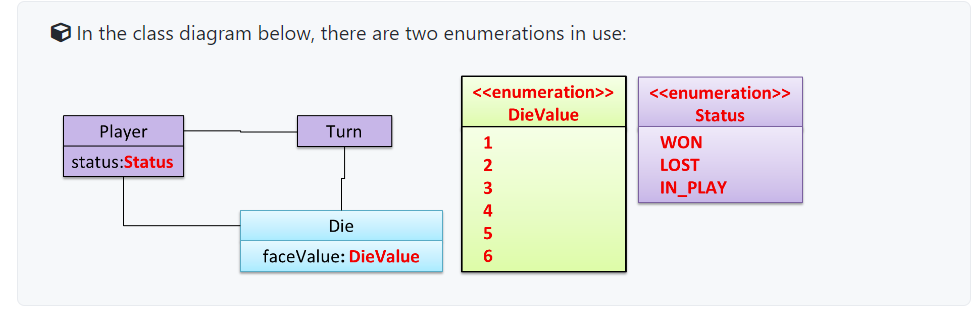 In the class diagram below, there are two enumerations in use:
Player
status:Status
Turn
Die
faceValue: DieValue
<<enumeration>>
DieValue
1
2
3
4
5
6
<<enumeration>>
Status
WON
LOST
IN_PLAY